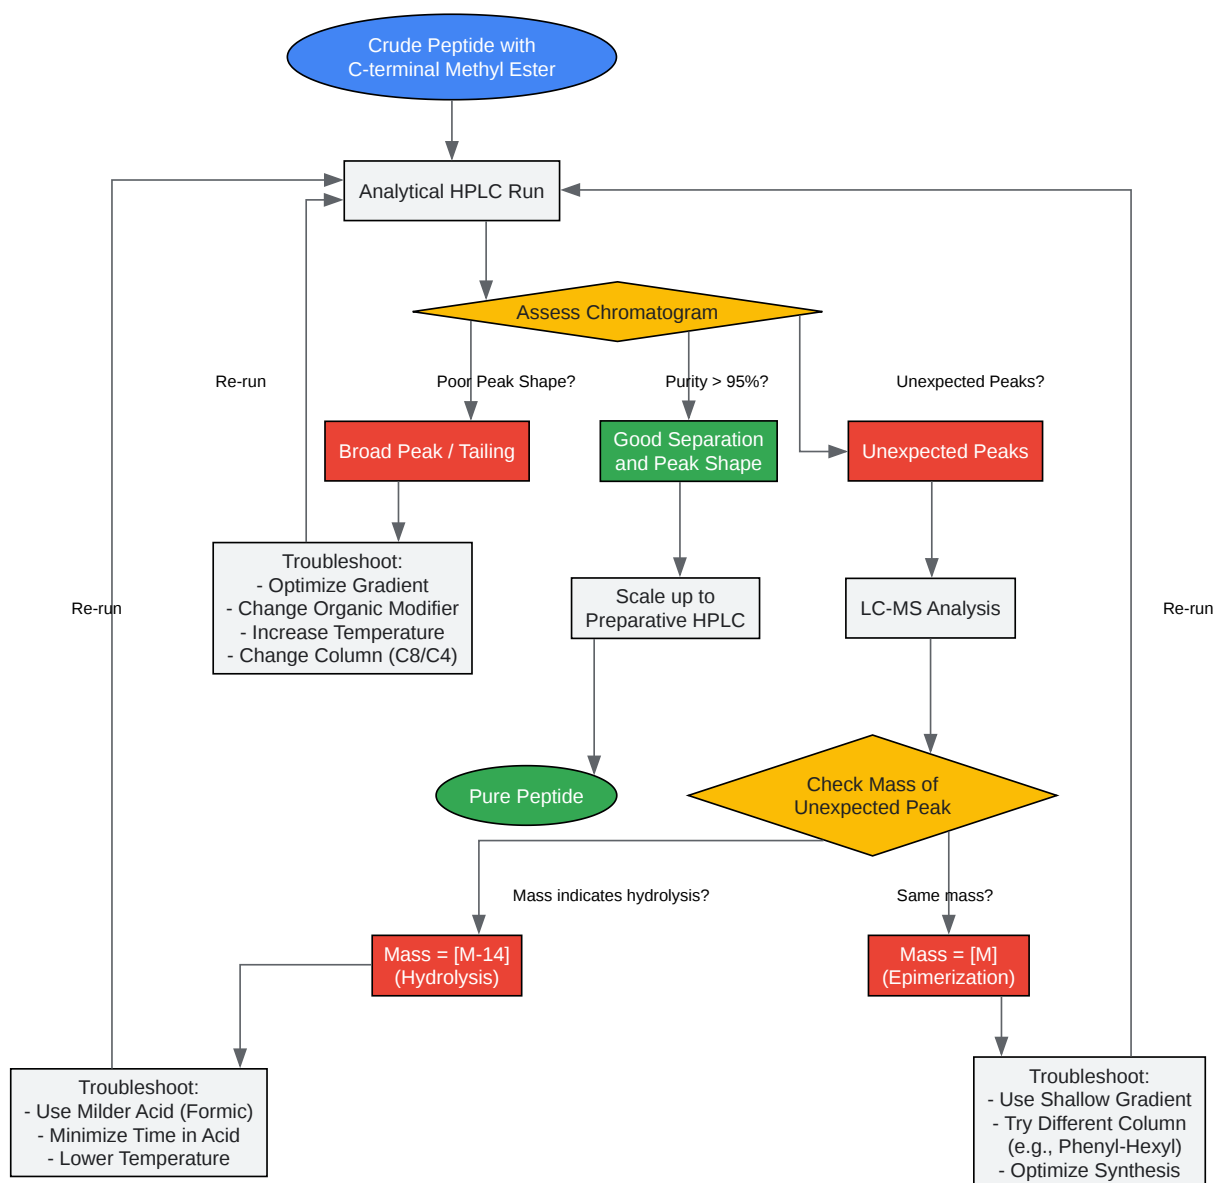 Crude Peptide with
C-terminal Methyl Ester
Analytical HPLC Run
Assess Chromatogram
Re-run
Poor Peak Shape?
Purity > 95%?
Unexpected Peaks?
Broad Peak / Tailing
Good Separation
and Peak Shape
Unexpected Peaks
Troubleshoot:
- Optimize Gradient
- Change Organic Modifier
- Increase Temperature
- Change Column (C8/C4)
Re-run
Scale up to
Preparative HPLC
LC-MS Analysis
Re-run
Pure Peptide
Check Mass of
Unexpected Peak
Mass indicates hydrolysis?
Same mass?
Mass = [M-14]
(Hydrolysis)
Mass = [M]
(Epimerization)
Troubleshoot:
- Use Milder Acid (Formic)
- Minimize Time in Acid
- Lower Temperature
Troubleshoot:
- Use Shallow Gradient
- Try Different Column
(e.g., Phenyl-Hexyl)
- Optimize Synthesis